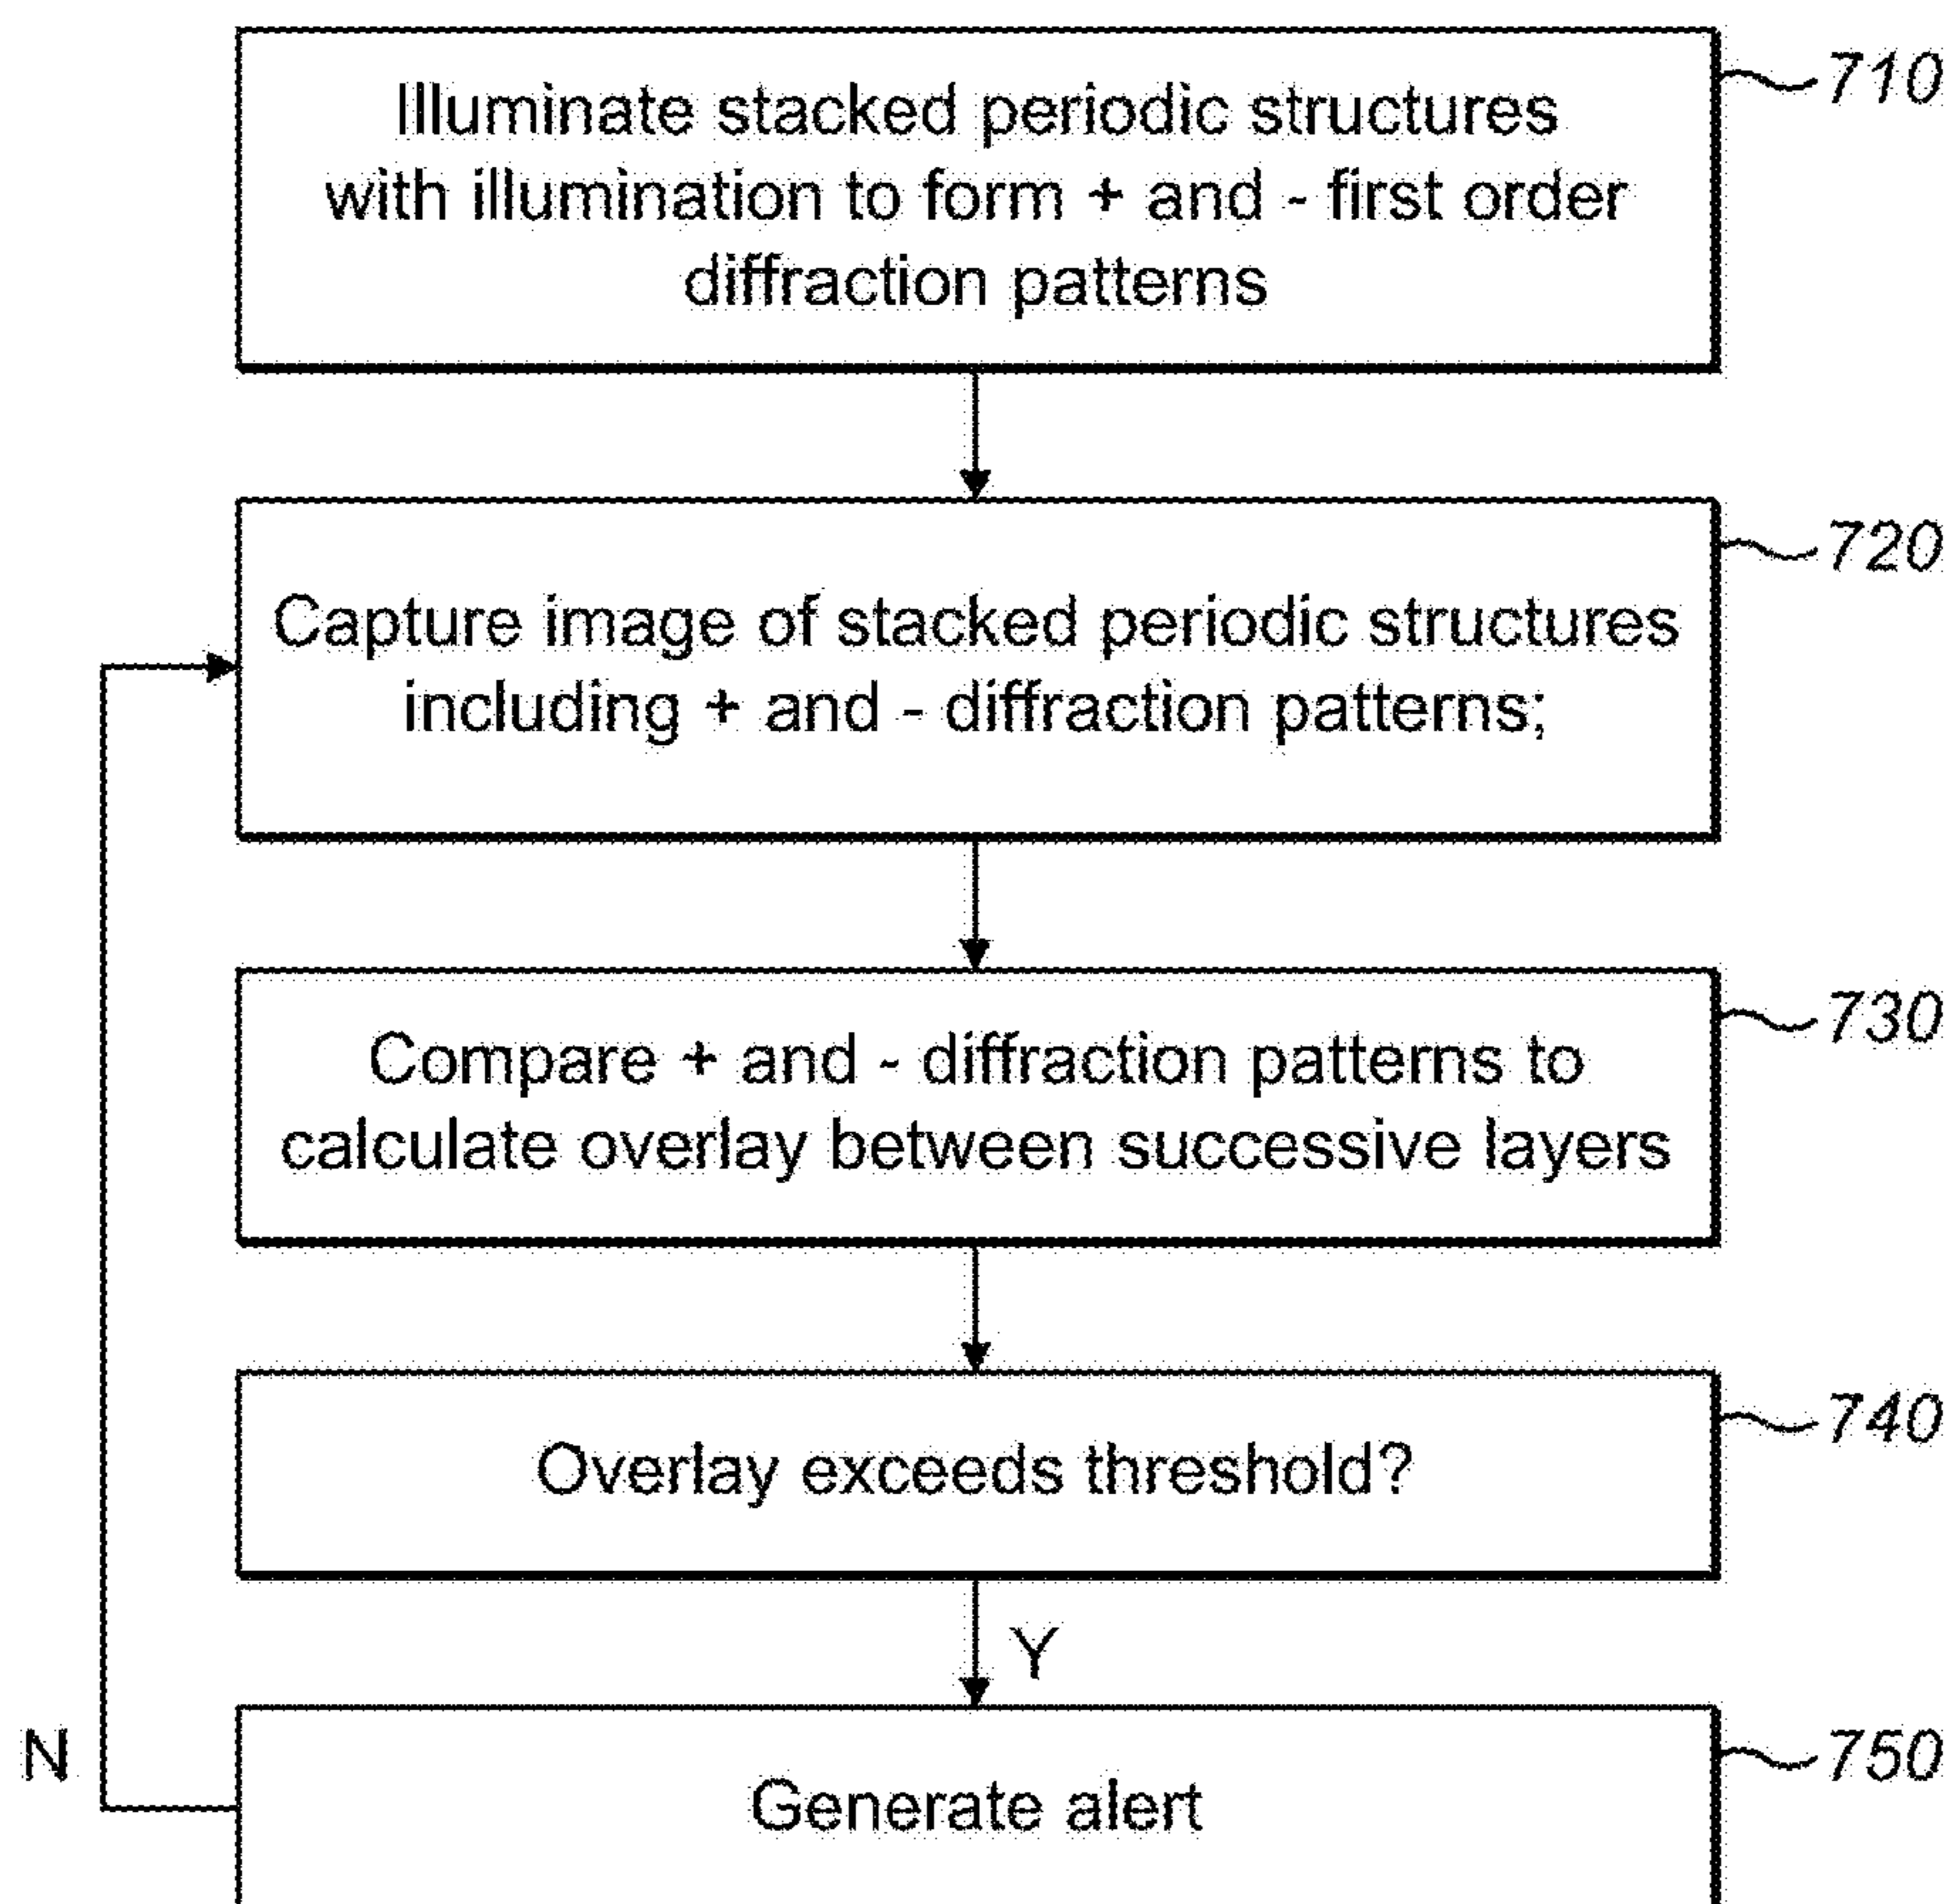 Illuminate stacked periodic structures
with illumination to form + and - first order
diffraction patterns
710
Capture image of stacked periodic structures
including + and - diffraction patterns;
720
Compare + and - diffraction patterns to
calculate overlay between successive layers
730
Overlay exceeds threshold?
740
Y
N
Generate alert
750